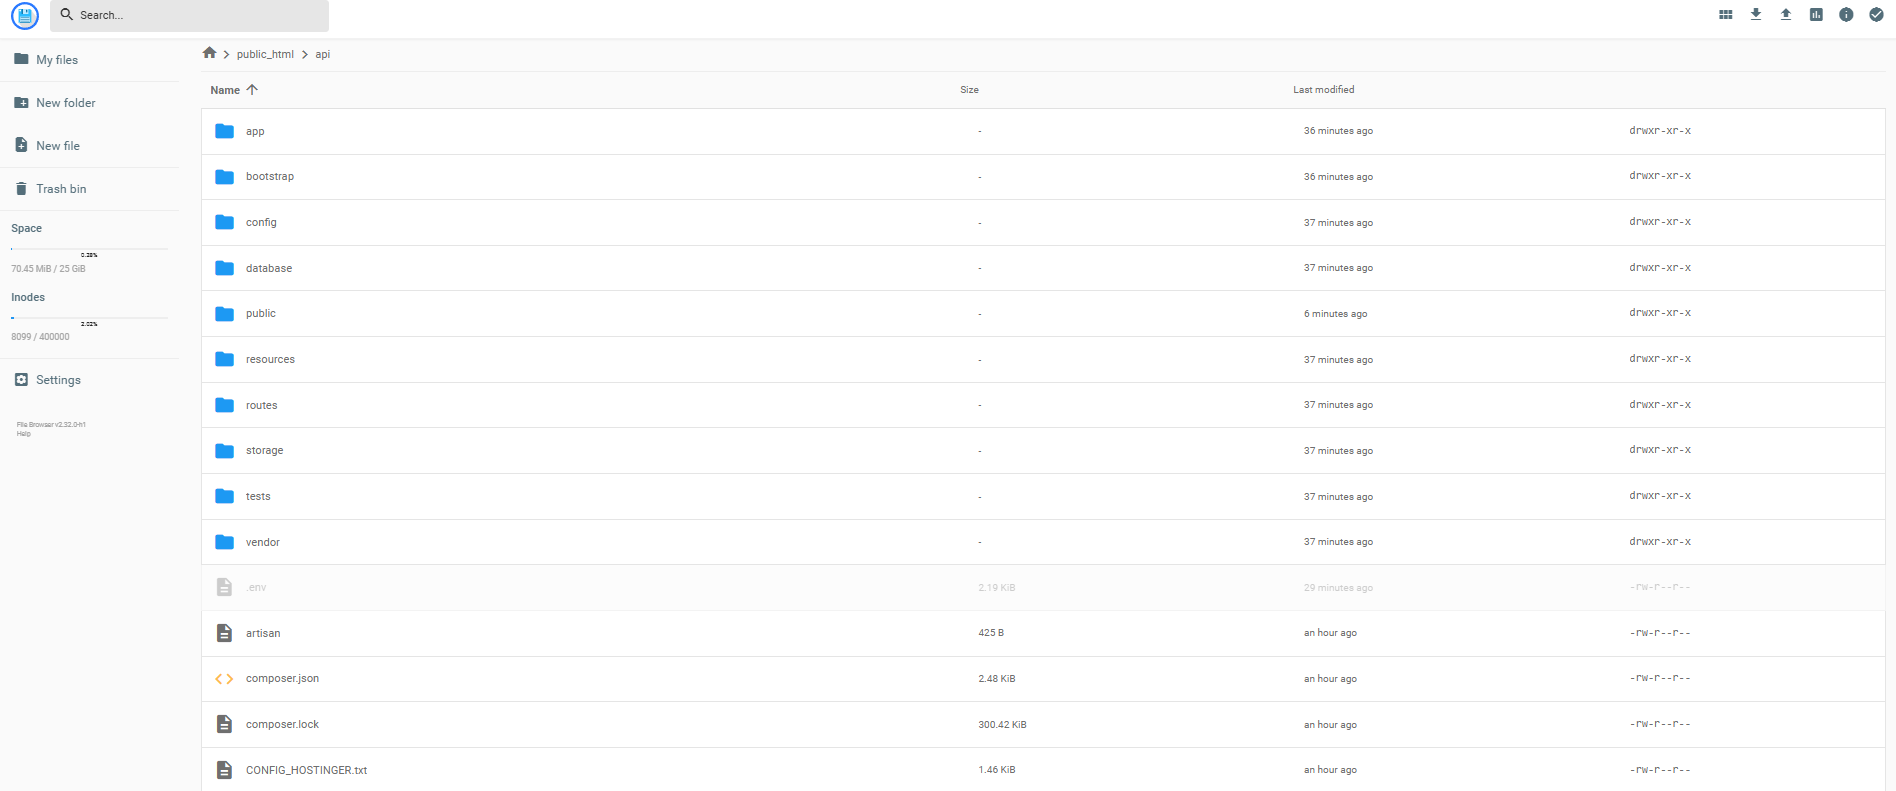 Search...
My files
New folder
New file
Trash bin
Space
0.28%
70.45 MiB / 25 GiB
Inodes
2.02%
8099 / 400000
Settings
File Browser v2.32.0-h1
Help
public_html > api
Name Size Last modified
app - 36 minutes ago drwxr-xr-x
bootstrap - 36 minutes ago drwxr-xr-x
config - 37 minutes ago drwxr-xr-x
database - 37 minutes ago drwxr-xr-x
public - 6 minutes ago drwxr-xr-x
resources - 37 minutes ago drwxr-xr-x
routes - 37 minutes ago drwxr-xr-x
storage - 37 minutes ago drwxr-xr-x
tests - 37 minutes ago drwxr-xr-x
vendor - 37 minutes ago drwxr-xr-x
.env 2.19 KiB 29 minutes ago -rw-r--r--
artisan 425 B an hour ago -rw-r--r--
composer.json 2.48 KiB an hour ago -rw-r--r--
composer.lock 300.42 KiB an hour ago -rw-r--r--
CONFIG_HOSTINGER.txt 1.46 KiB an hour ago -rw-r--r--